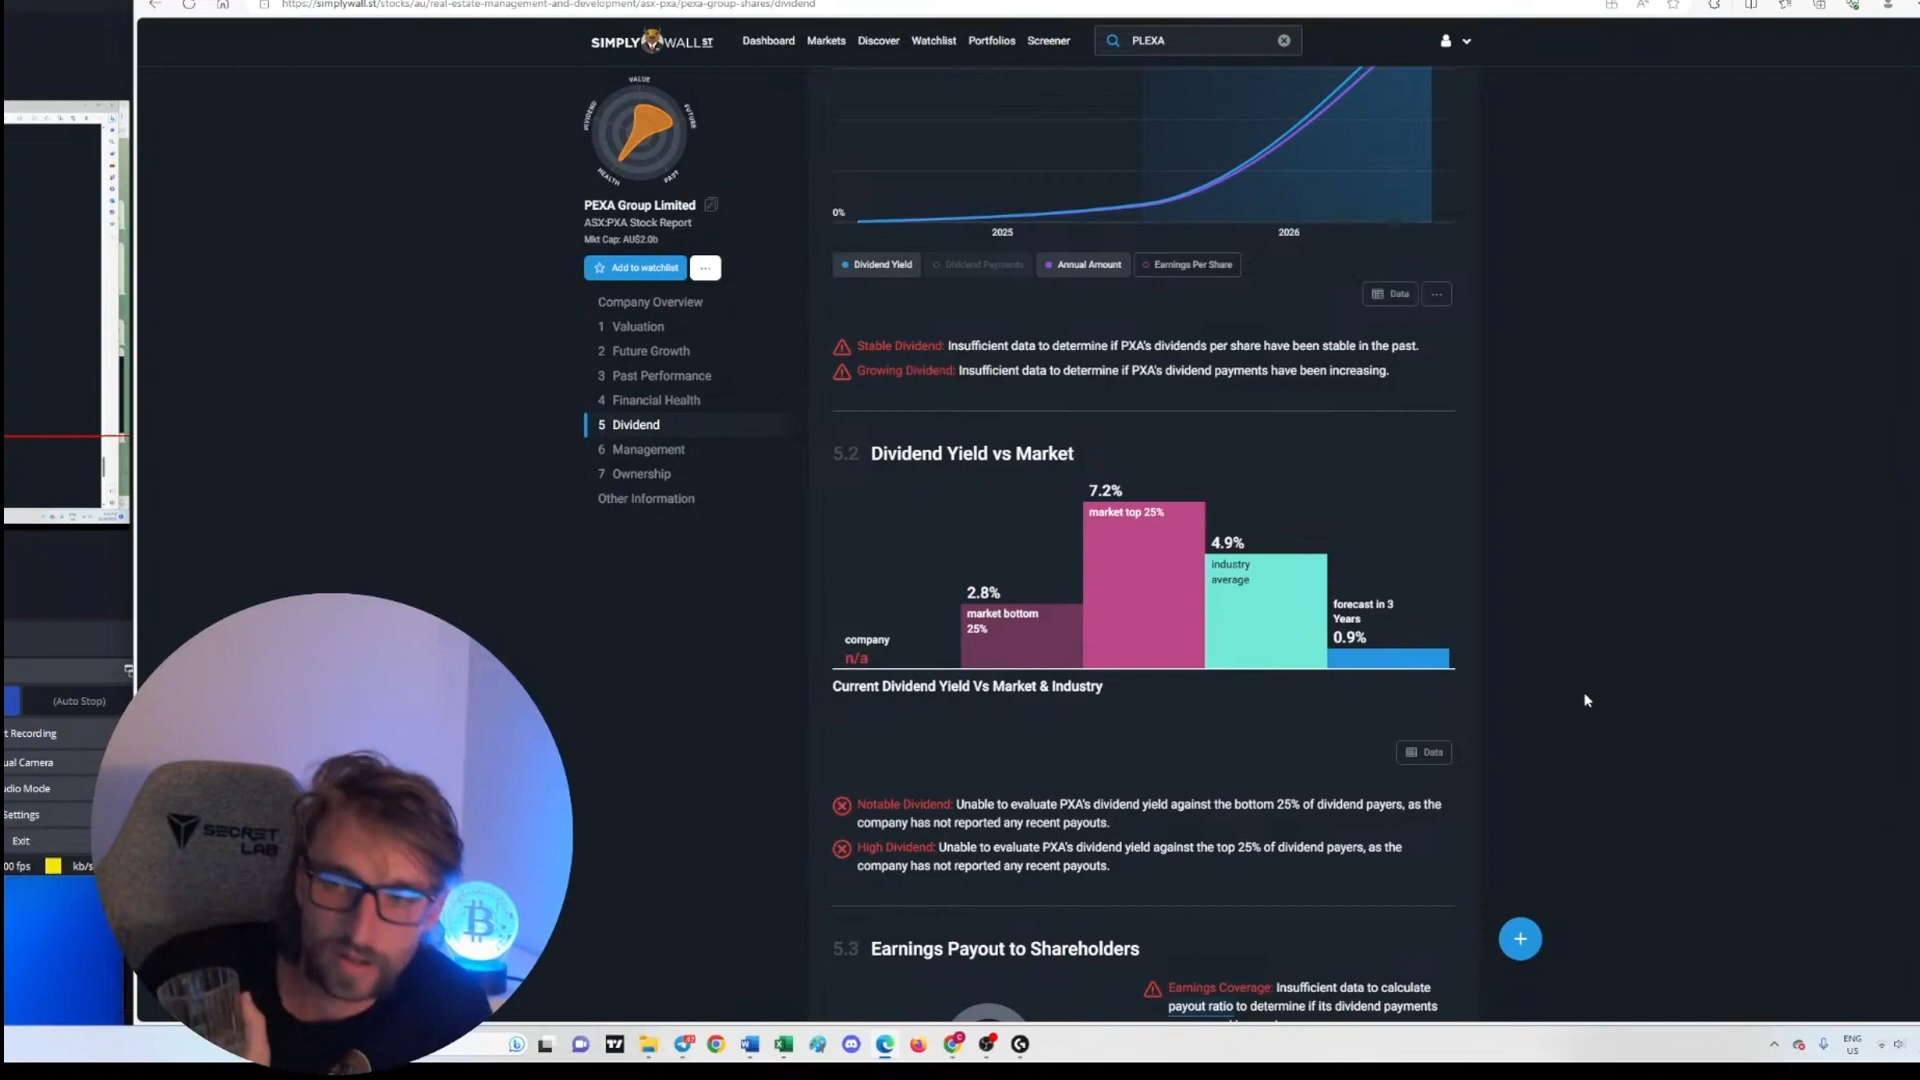 https://simplywall.st/stocks/au/real-estate-management-and-development/asx-pxa/pexa-group-shares/dividend
SIMPLY WALL ST
Dashboard
Markets
Discover
Watchlist
Portfolios
Screener
PLEXA
VALUE
FUTURE
PAST
HEALTH
DIVIDEND
PEXA Group Limited
ASX:PXA Stock Report
Mkt Cap: AU$2.0b
Add to watchlist
...
Company Overview
1 Valuation
2 Future Growth
3 Past Performance
4 Financial Health
5 Dividend
6 Management
7 Ownership
Other Information
0%
2025
2026
Dividend Yield
Dividend Payments
Annual Amount
Earnings Per Share
Data
...
Stable Dividend: Insufficient data to determine if PXA's dividends per share have been stable in the past.
Growing Dividend: Insufficient data to determine if PXA's dividend payments have been increasing.
5.2 Dividend Yield vs Market
company
n/a
2.8%
market bottom
25%
7.2%
market top 25%
4.9%
industry
average
forecast in 3
Years
0.9%
Current Dividend Yield Vs Market & Industry
Data
Notable Dividend: Unable to evaluate PXA's dividend yield against the bottom 25% of dividend payers, as the
company has not reported any recent payouts.
High Dividend: Unable to evaluate PXA's dividend yield against the top 25% of dividend payers, as the
company has not reported any recent payouts.
5.3 Earnings Payout to Shareholders
Earnings Coverage: Insufficient data to calculate
payout ratio to determine if its dividend payments
(Auto Stop)
t Recording
ual Camera
udio Mode
Settings
Exit
00 fps
kb/s
SECRET
LAB
ENG
US